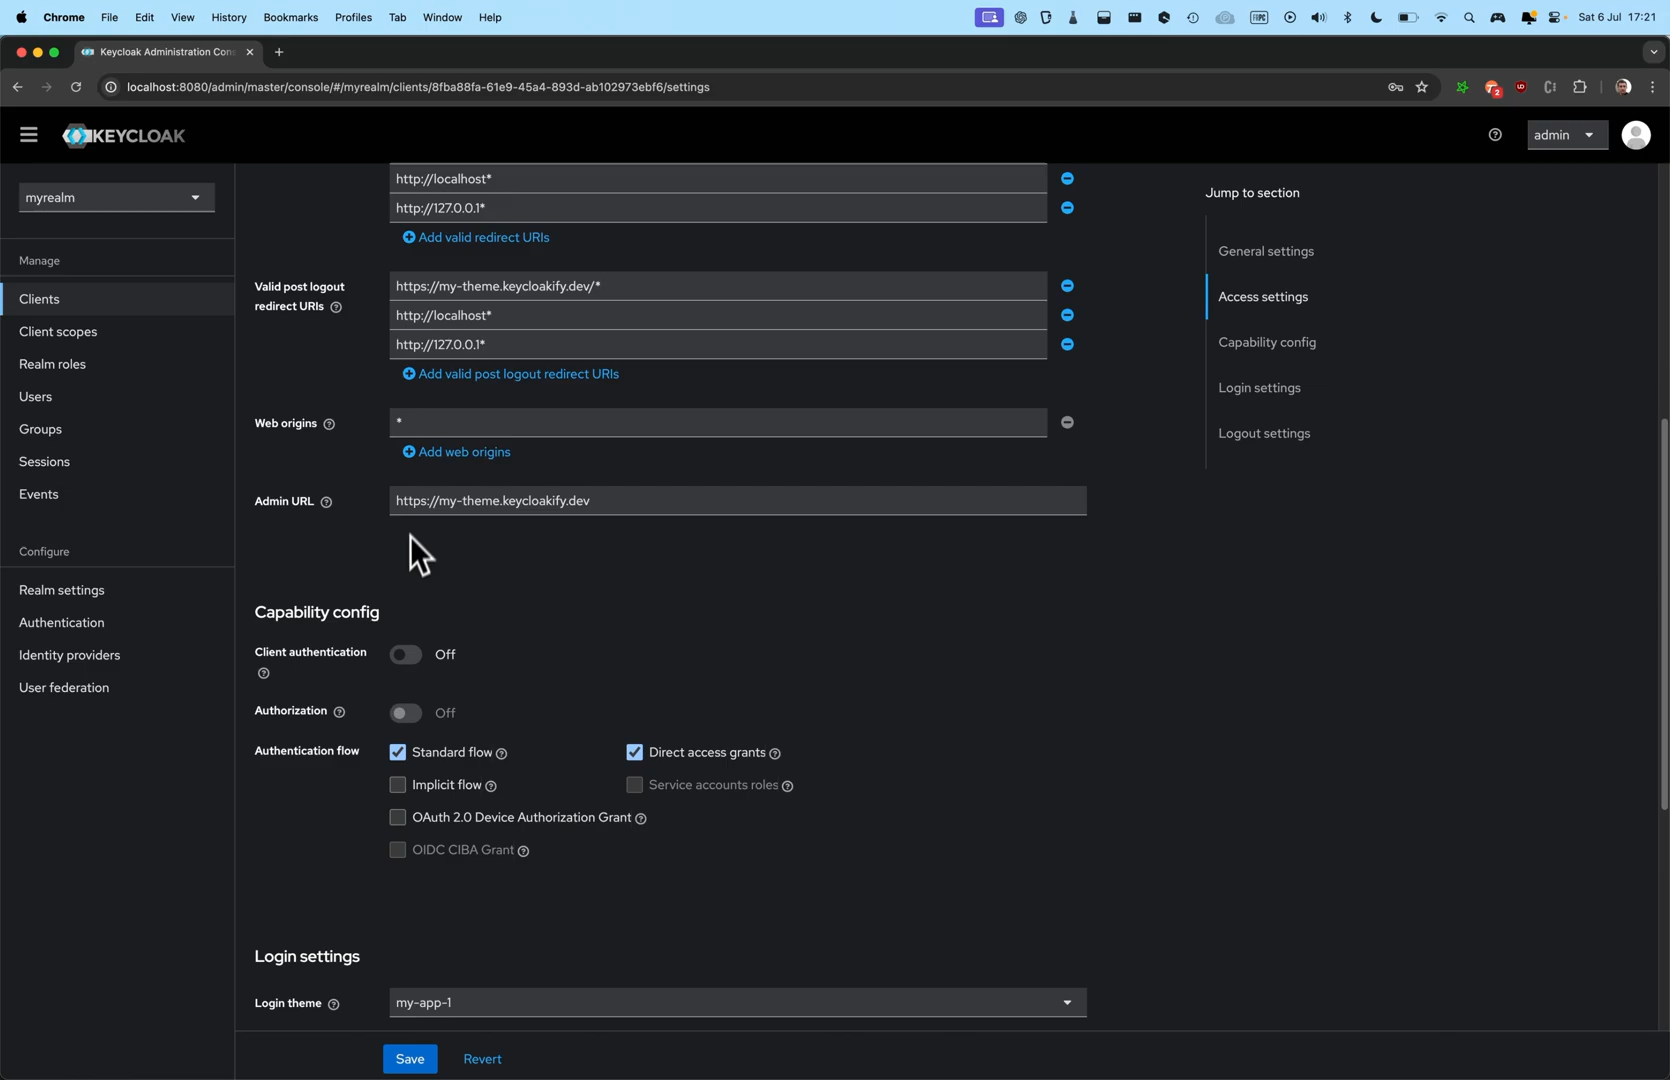 Chrome File Edit View History Bookmarks Profiles Tab Window Help
Sat 6 Jul 17:21
Keycloak Administration Con
localhost:8080/admin/master/console/#/myrealm/clients/8fba88fa-61e9-45a4-893d-ab102973ebf6/settings
2
KEYCLOAK
admin
myrealm
Manage
Clients
Client scopes
Realm roles
Users
Groups
Sessions
Events
Configure
Realm settings
Authentication
Identity providers
User federation
http://localhost*
http://127.0.0.1*
Add valid redirect URIs
Valid post logout
redirect URIs
https://my-theme.keycloakify.dev/*
http://localhost*
http://127.0.0.1*
Add valid post logout redirect URIs
Web origins
*
Add web origins
Admin URL
https://my-theme.keycloakify.dev
Capability config
Client authentication
Off
Authorization
Off
Authentication flow
Standard flow
Direct access grants
Implicit flow
Service accounts roles
OAuth 2.0 Device Authorization Grant
OIDC CIBA Grant
Login settings
Login theme
my-app-1
Save
Revert
Jump to section
General settings
Access settings
Capability config
Login settings
Logout settings